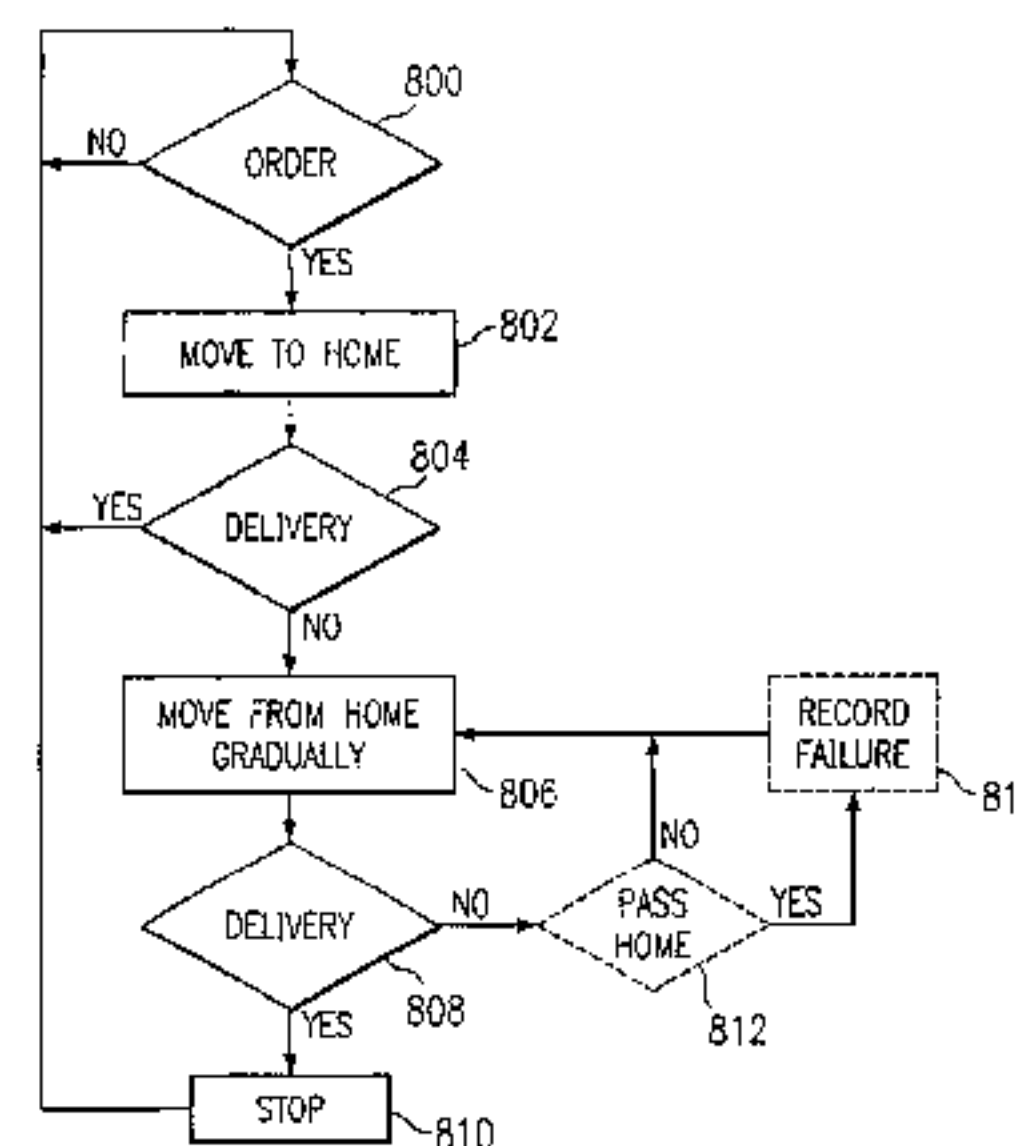 800
NO
ORDER
YES
MOVE TO HOME
802
804
YES
DELIVERY
NO
MOVE FROM HOME
GRADUALLY
806
RECORD
FAILURE
81
NO
DELIVERY
NO
PASS
HOME
YES
808
812
YES
STOP
810